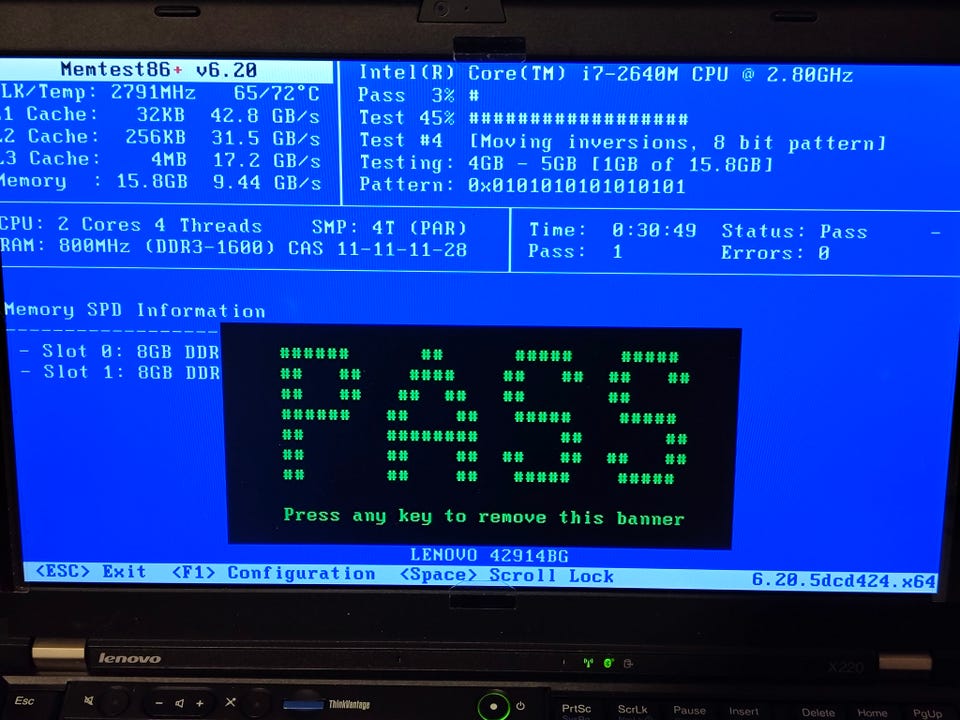 Memtest86+ v6.20
LK/Temp: 2791MHz 65/72°C
1 Cache: 32KB 42.8 GB/s
2 Cache: 256KB 31.5 GB/s
L3 Cache: 4MB 17.2 GB/s
Memory : 15.8GB 9.44 GB/s
Intel(R) Core(TM) i7-2640M CPU @ 2.80GHz
Pass 3% #
Test 45% ##################
Test #4 [Moving inversions, 8 bit pattern]
Testing: 4GB - 5GB [1GB of 15.8GB]
Pattern: 0x0101010101010101
CPU: 2 Cores 4 Threads SMP: 4T (PAR)
RAM: 800MHz (DDR3-1600) CAS 11-11-11-28
Time: 0:30:49 Status: Pass -
Pass: 1 Errors: 0
Memory SPD Information
- Slot 0: 8GB DDR
- Slot 1: 8GB DDR
PASS
Press any key to remove this banner
LENOVO 42914BG
<ESC> Exit <F1> Configuration <Space> Scroll Lock 6.20.5dcd424.x64
lenovo
X220
Esc
ThinkVantage
PrtSc
SysRq
ScrLk
Pause
Insert
Delete
Home
PgUp